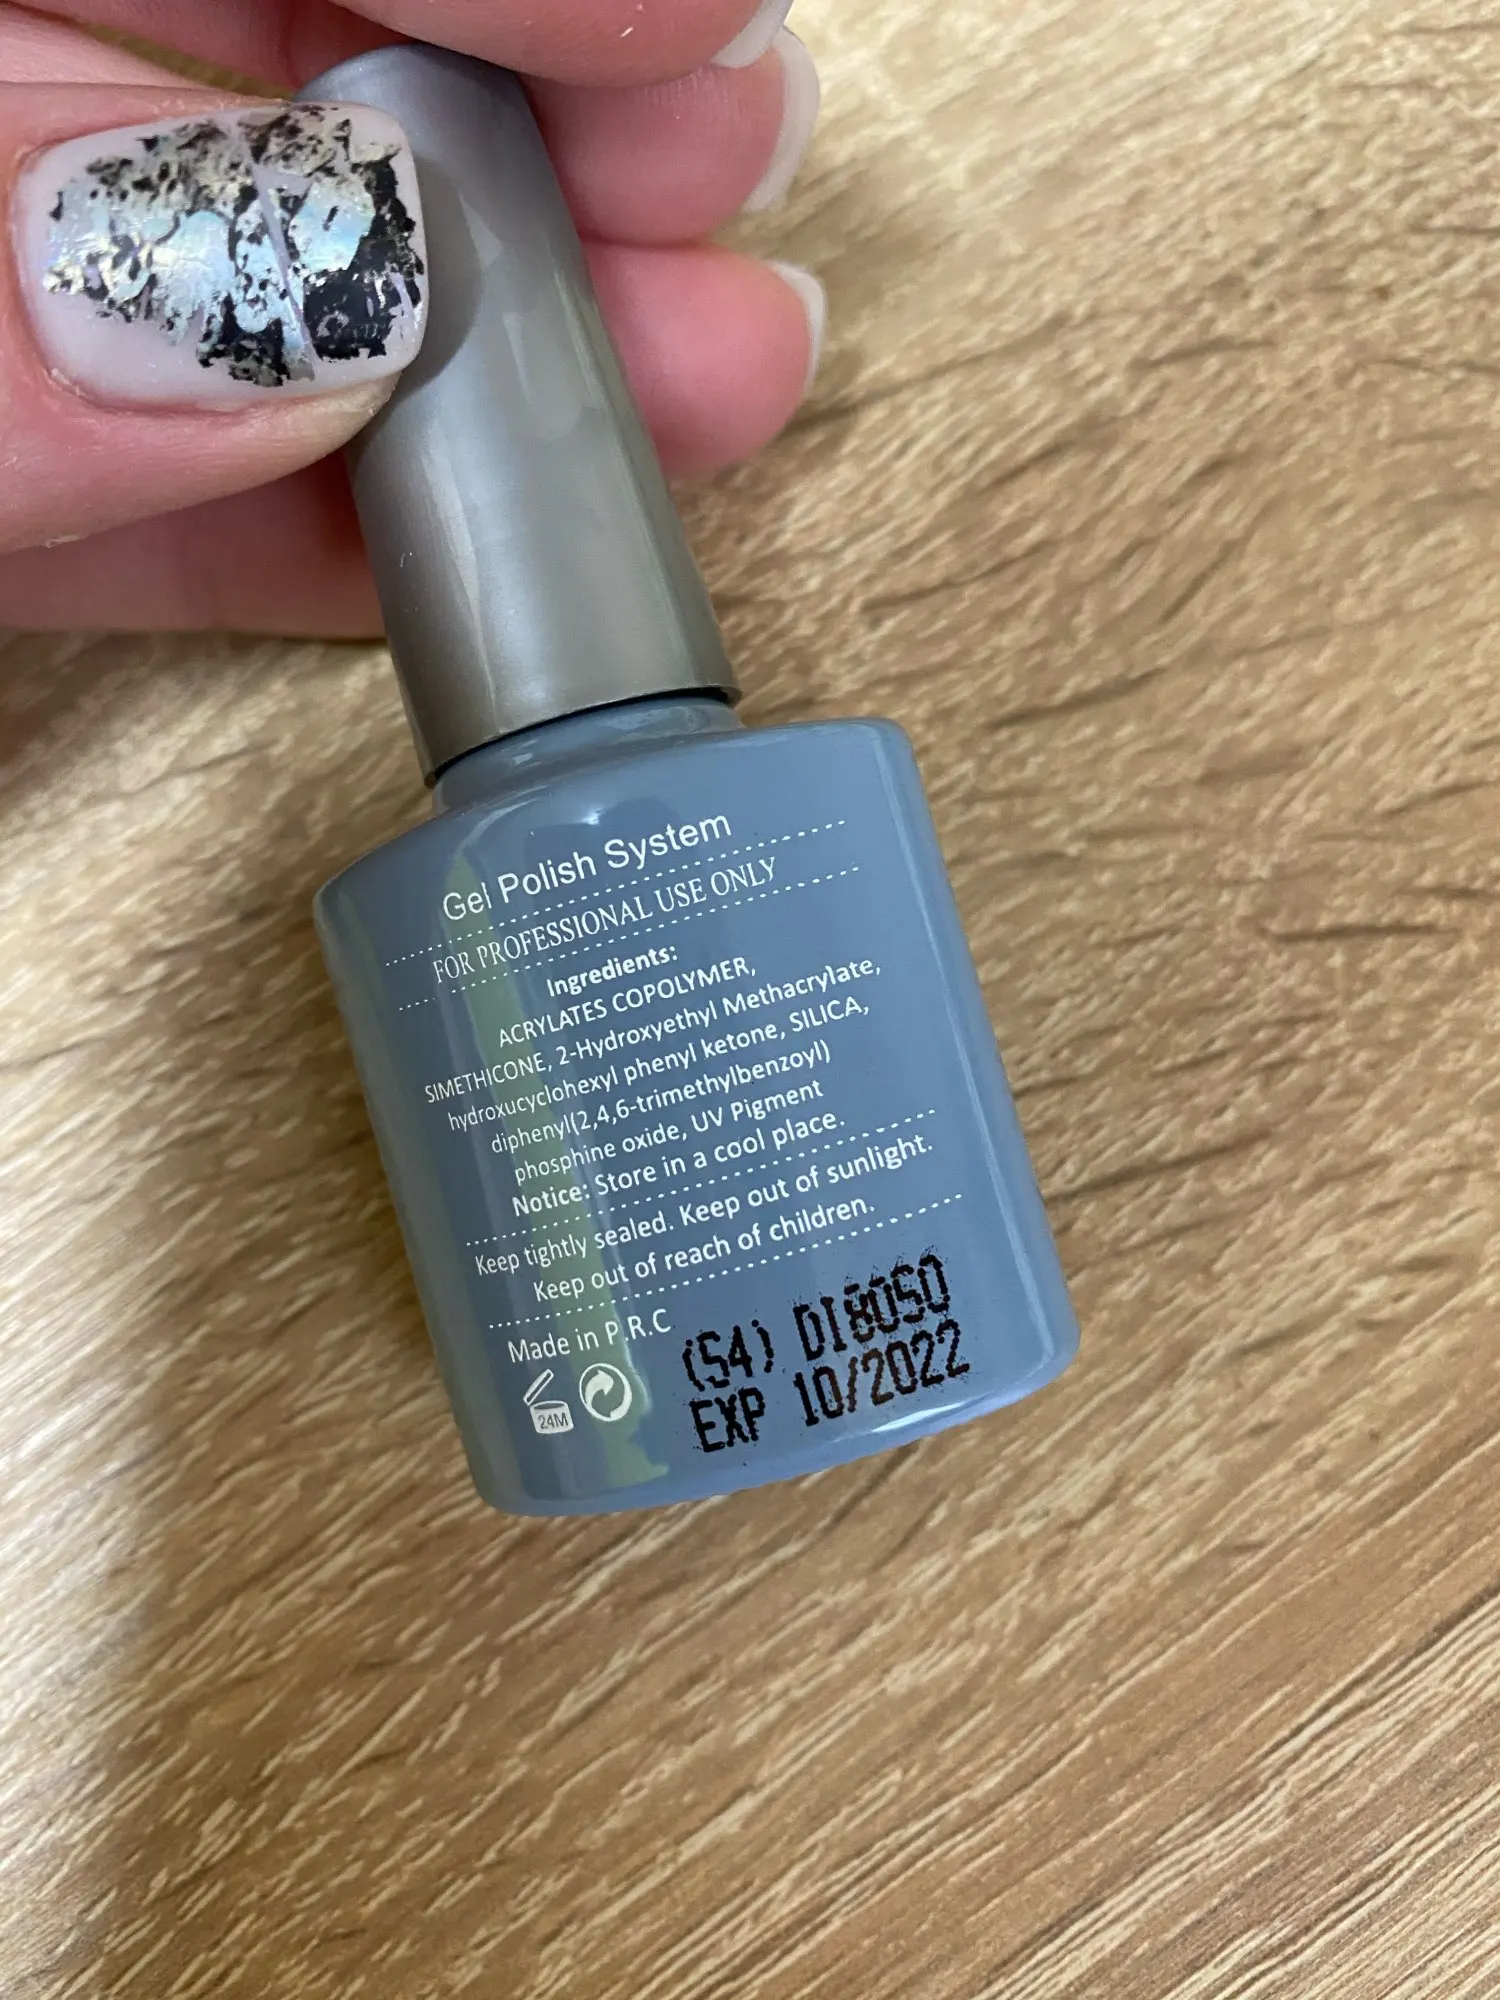 Gel Polish System
FOR PROFESSIONAL USE ONLY
Ingredients:
ACRYLATES COPOLYMER,
SIMETHICONE, 2-Hydroxyethyl Methacrylate,
hydroxucyclohexyl phenyl ketone, SILICA,
diphenyl(2,4,6-trimethylbenzoyl)
phosphine oxide, UV Pigment
Notice: Store in a cool place.
Keep tightly sealed. Keep out of sunlight.
Keep out of reach of children.
Made in P.R.C
24M
(54) DI8050
EXP 10/2022